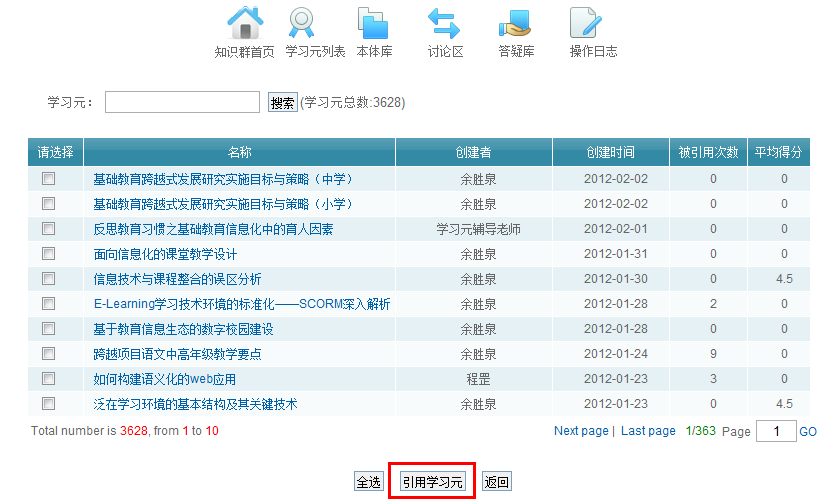 知识群首页 学习元列表 本体库 讨论区 答疑库 操作日志
学习元： 搜索 (学习元总数:3628)
请选择 名称 创建者 创建时间 被引用次数 平均得分
基础教育跨越式发展研究实施目标与策略（中学） 余胜泉 2012-02-02 0 0
基础教育跨越式发展研究实施目标与策略（小学） 余胜泉 2012-02-02 0 0
反思教育习惯之基础教育信息化中的育人因素 学习元辅导老师 2012-02-01 0 0
面向信息化的课堂教学设计 余胜泉 2012-01-31 0 0
信息技术与课程整合的误区分析 余胜泉 2012-01-30 0 4.5
E-Learning学习技术环境的标准化——SCORM深入解析 余胜泉 2012-01-28 2 0
基于教育信息生态的数字校园建设 余胜泉 2012-01-28 0 0
跨越项目语文中高年级教学要点 余胜泉 2012-01-24 9 0
如何构建语义化的web应用 程罡 2012-01-23 3 0
泛在学习环境的基本结构及其关键技术 余胜泉 2012-01-23 0 4.5
Total number is 3628, from 1 to 10 Next page | Last page 1/363 Page 1 GO
全选 引用学习元 返回